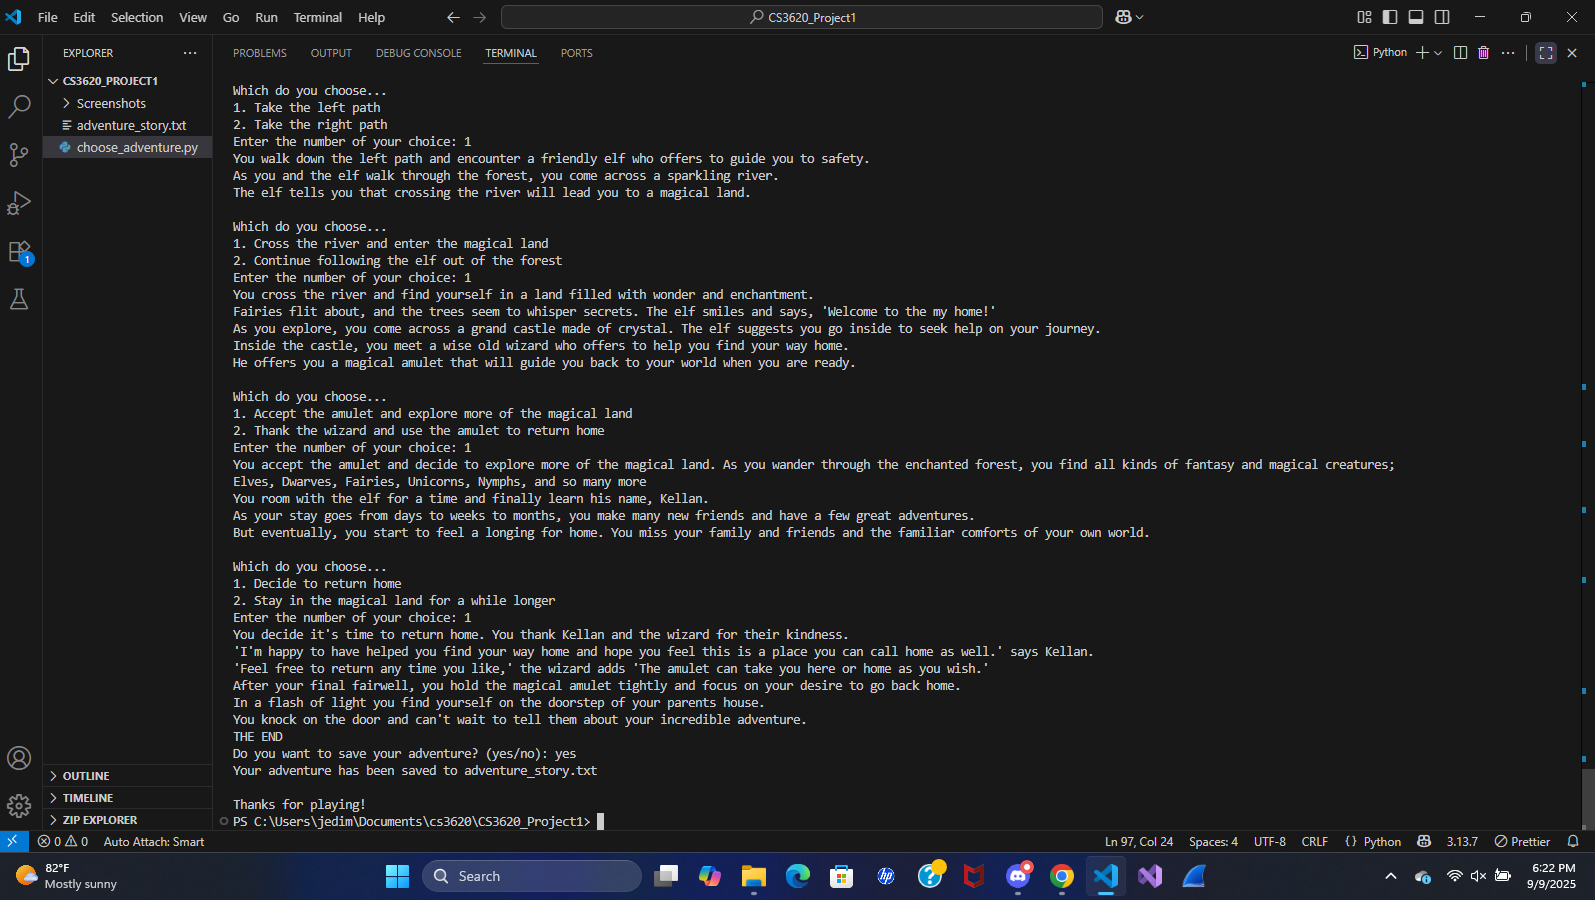 File Edit Selection View Go Run Terminal Help
CS3620_Project1
EXPLORER
CS3620_PROJECT1
Screenshots
adventure_story.txt
choose_adventure.py
OUTLINE
TIMELINE
ZIP EXPLORER
PROBLEMS OUTPUT DEBUG CONSOLE TERMINAL PORTS
Python
Which do you choose...
1. Take the left path
2. Take the right path
Enter the number of your choice: 1
You walk down the left path and encounter a friendly elf who offers to guide you to safety.
As you and the elf walk through the forest, you come across a sparkling river.
The elf tells you that crossing the river will lead you to a magical land.
Which do you choose...
1. Cross the river and enter the magical land
2. Continue following the elf out of the forest
Enter the number of your choice: 1
You cross the river and find yourself in a land filled with wonder and enchantment.
Fairies flit about, and the trees seem to whisper secrets. The elf smiles and says, 'Welcome to the my home!'
As you explore, you come across a grand castle made of crystal. The elf suggests you go inside to seek help on your journey.
Inside the castle, you meet a wise old wizard who offers to help you find your way home.
He offers you a magical amulet that will guide you back to your world when you are ready.
Which do you choose...
1. Accept the amulet and explore more of the magical land
2. Thank the wizard and use the amulet to return home
Enter the number of your choice: 1
You accept the amulet and decide to explore more of the magical land. As you wander through the enchanted forest, you find all kinds of fantasy and magical creatures;
Elves, Dwarves, Fairies, Unicorns, Nymphs, and so many more
You room with the elf for a time and finally learn his name, Kellan.
As your stay goes from days to weeks to months, you make many new friends and have a few great adventures.
But eventually, you start to feel a longing for home. You miss your family and friends and the familiar comforts of your own world.
Which do you choose...
1. Decide to return home
2. Stay in the magical land for a while longer
Enter the number of your choice: 1
You decide it's time to return home. You thank Kellan and the wizard for their kindness.
'I'm happy to have helped you find your way home and hope you feel this is a place you can call home as well.' says Kellan.
'Feel free to return any time you like,' the wizard adds 'The amulet can take you here or home as you wish.'
After your final fairwell, you hold the magical amulet tightly and focus on your desire to go back home.
In a flash of light you find yourself on the doorstep of your parents house.
You knock on the door and can't wait to tell them about your incredible adventure.
THE END
Do you want to save your adventure? (yes/no): yes
Your adventure has been saved to adventure_story.txt
Thanks for playing!
PS C:\Users\jedim\Documents\cs3620\CS3620_Project1>
1
0 0 Auto Attach: Smart
Ln 97, Col 24 Spaces: 4 UTF-8 CRLF {} Python 3.13.7 Prettier
82°F
Mostly sunny
Search
hp
6:22 PM
9/9/2025